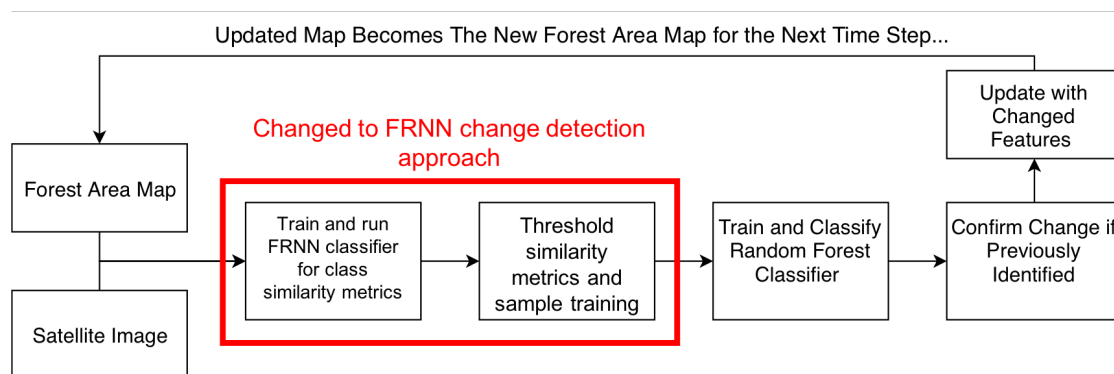 Updated Map Becomes The New Forest Area Map for the Next Time Step...
Changed to FRNN change detection
approach
Forest Area Map
Satellite Image
Train and run
FRNN classifier
for class
similarity metrics
Threshold
similarity
metrics and
sample training
Train and Classify
Random Forest
Classifier
Confirm Change if
Previously
Identified
Update with
Changed
Features